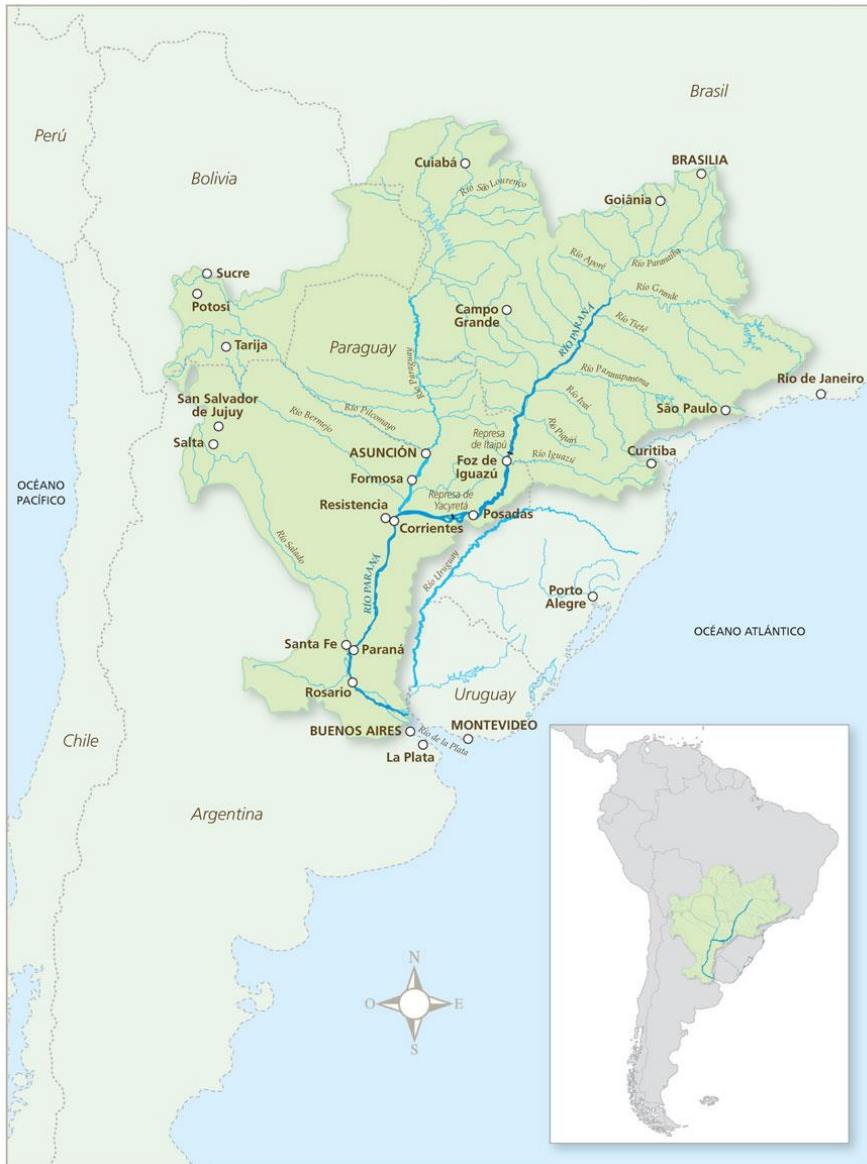 Brasil
Perú
Bolivia
Cuiabá
BRASILIA
Río São Lourenço
Goiânia
PANTANAL
Río Aporé
Río Paranaíba
Sucre
Potosi
Río Grande
Campo
Grande
RÍO PARANÁ
Río Tietê
Tarija
Paraguay
Río Paraguay
Río Paranapanema
Río de Janeiro
San Salvador
de Jujuy
Río Pilcomayo
Río Ivaí
São Paulo
Río Bermejo
Salta
Represa
de Itaipú
Río Piquiri
ASUNCIÓN
Foz de
Iguazú
Río Iguazú
Curitiba
OCÉANO
PACÍFICO
Formosa
Represa de
Yacyretá
Resistencia
Corrientes
Posadas
Río Salado
RÍO PARANÁ
Río Uruguay
Porto
Alegre
OCÉANO ATLÁNTICO
Santa Fe
Paraná
Rosario
Uruguay
BUENOS AIRES
Río de la Plata
MONTEVIDEO
La Plata
Chile
Argentina
N
O
E
S